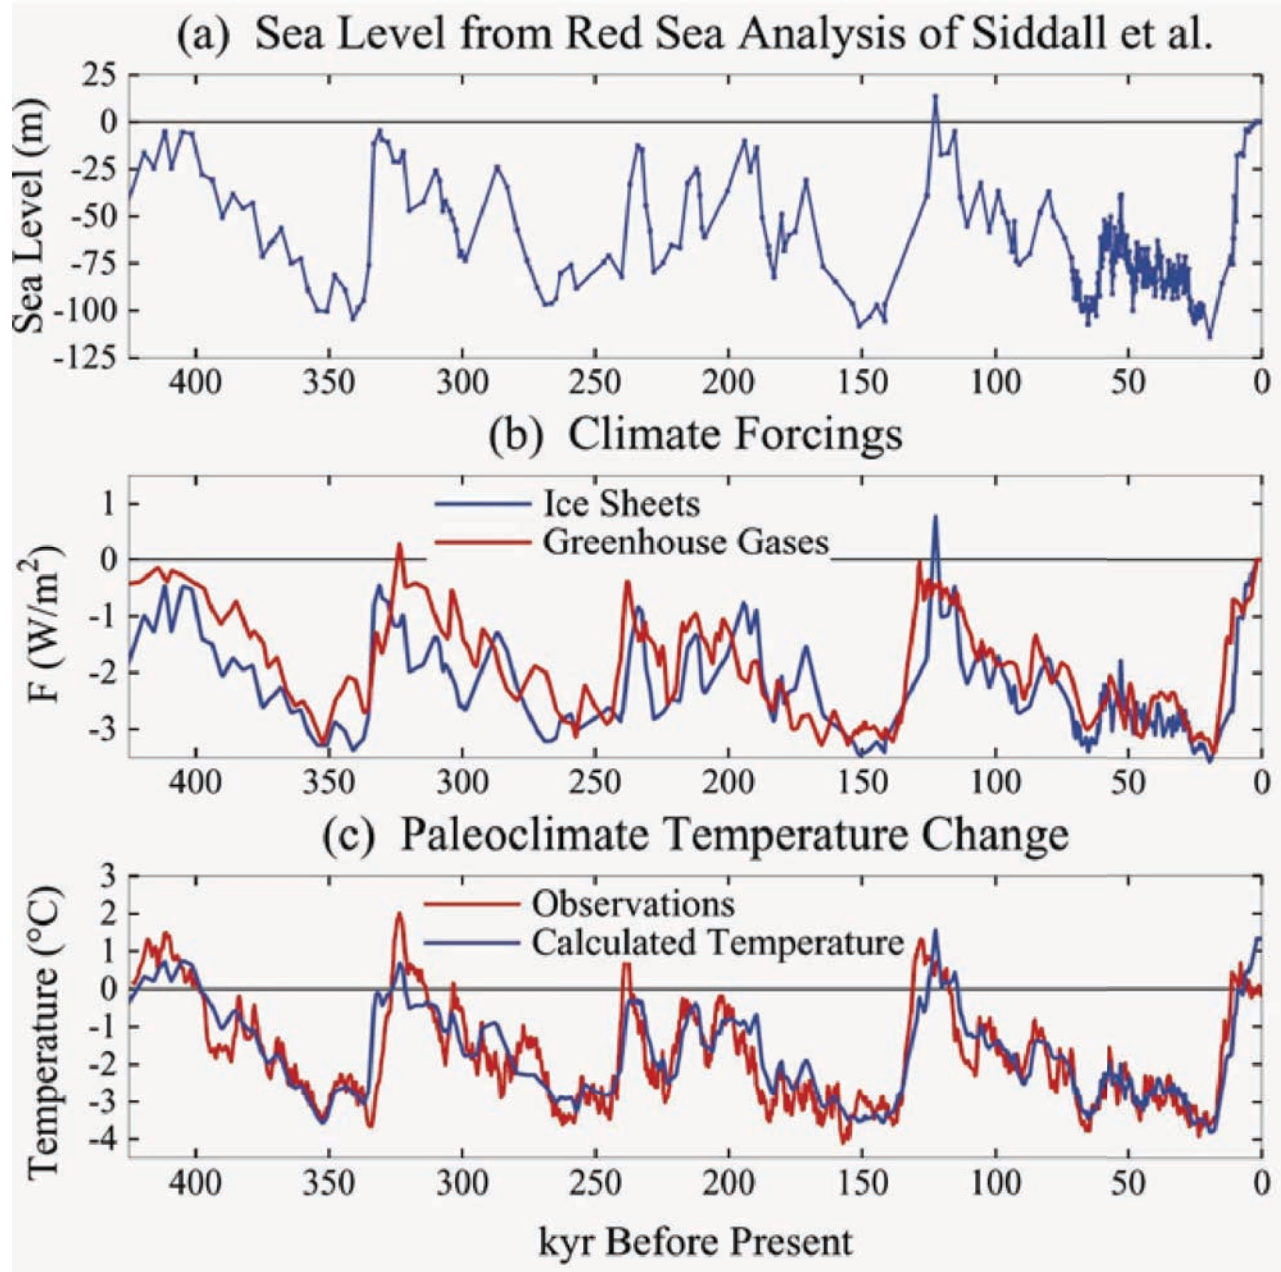 (a) Sea Level from Red Sea Analysis of Siddall et al.
Sea Level (m)
25
0
-25
-50
-75
-100
-125
400 350 300 250 200 150 100 50 0
(b) Climate Forcings
F (W/m²)
1
0
-1
-2
-3
Ice Sheets
Greenhouse Gases
400 350 300 250 200 150 100 50 0
(c) Paleoclimate Temperature Change
Temperature (°C)
3
2
1
0
-1
-2
-3
-4
Observations
Calculated Temperature
400 350 300 250 200 150 100 50 0
kyr Before Present